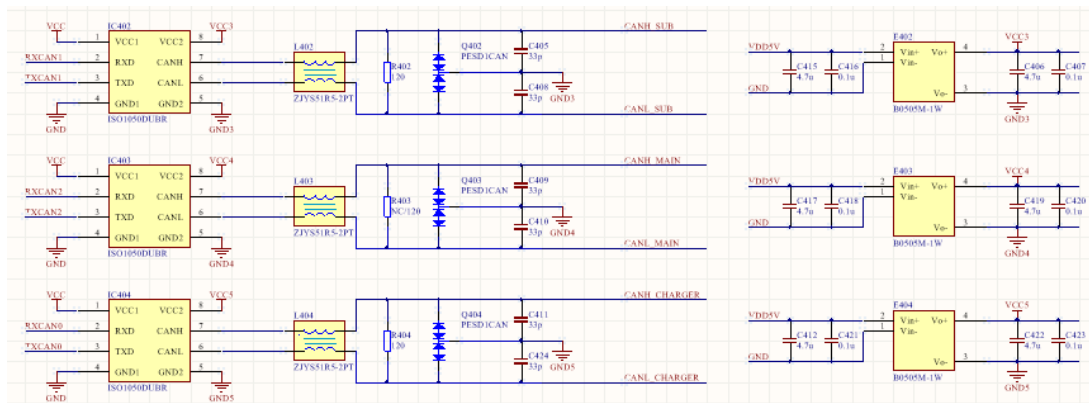 VCC IC402 VCC3
1 VCC1 VCC2 8
RXCAN1 2 RXD CANH 7
TXCAN1 3 TXD CANL 6
4 GND1 GND2 5
GND ISO1050DUBR GND3
L402
ZJYS51R5-2PT
CANH_SUB
R402
120
Q402
PESD1CAN
C405
33p
C408
33p
GND3
CANL_SUB
VDD5V
GND
C415
4.7u
C416
0.1u
E402
2 Vin+ Vo+ 4
1 Vin-
Vo- 3
B0505M-1W
VCC3
C406
4.7u
C407
0.1u
GND3
VCC IC403 VCC4
1 VCC1 VCC2 8
RXCAN2 2 RXD CANH 7
TXCAN2 3 TXD CANL 6
4 GND1 GND2 5
GND ISO1050DUBR GND4
L403
ZJYS51R5-2PT
CANH_MAIN
R403
NC/120
Q403
PESD1CAN
C409
33p
C410
33p
GND4
CANL_MAIN
VDD5V
GND
C417
4.7u
C418
0.1u
E403
2 Vin+ Vo+ 4
1 Vin-
Vo- 3
B0505M-1W
VCC4
C419
4.7u
C420
0.1u
GND4
VCC IC404 VCC5
1 VCC1 VCC2 8
RXCAN0 2 RXD CANH 7
TXCAN0 3 TXD CANL 6
4 GND1 GND2 5
GND ISO1050DUBR GND5
L404
ZJYS51R5-2PT
CANH_CHARGER
R404
120
Q404
PESD1CAN
C411
33p
C424
33p
GND5
CANL_CHARGER
VDD5V
GND
C412
4.7u
C421
0.1u
E404
2 Vin+ Vo+ 4
1 Vin-
Vo- 3
B0505M-1W
VCC5
C422
4.7u
C423
0.1u
GND5